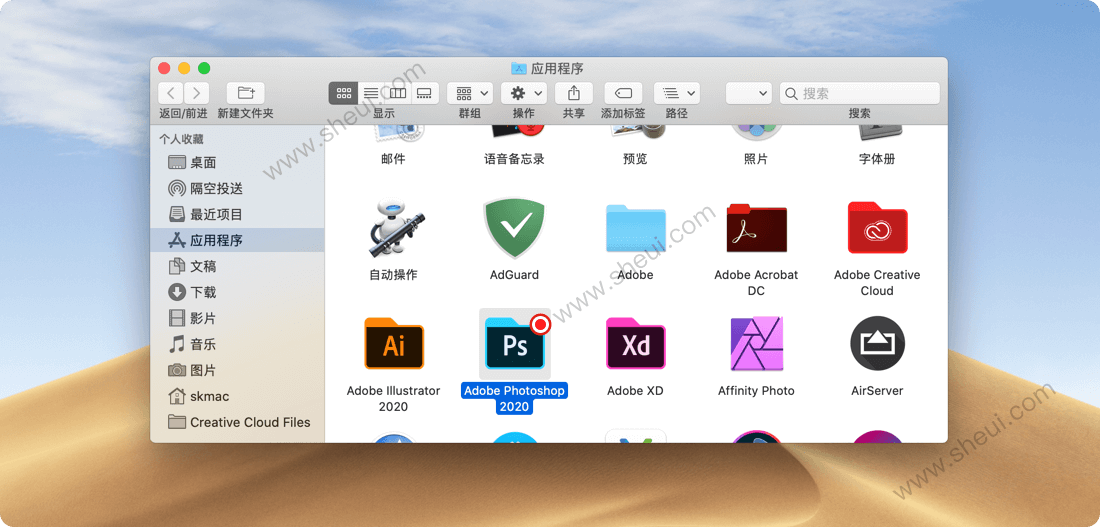 应用程序
搜索
返回/前进
新建文件夹
显示
群组
操作
共享
添加标签
路径
搜索
个人收藏
桌面
隔空投送
最近项目
应用程序
文稿
下载
影片
音乐
图片
skmac
Creative Cloud Files
邮件
语音备忘录
预览
照片
字体册
自动操作
AdGuard
Adobe
Adobe Acrobat
DC
Adobe Creative
Cloud
Ai
Ps
Xd
Adobe Illustrator
2020
Adobe Photoshop
2020
Adobe XD
Affinity Photo
AirServer
www.sheui.com
www.sheui.com
www.sheui.com